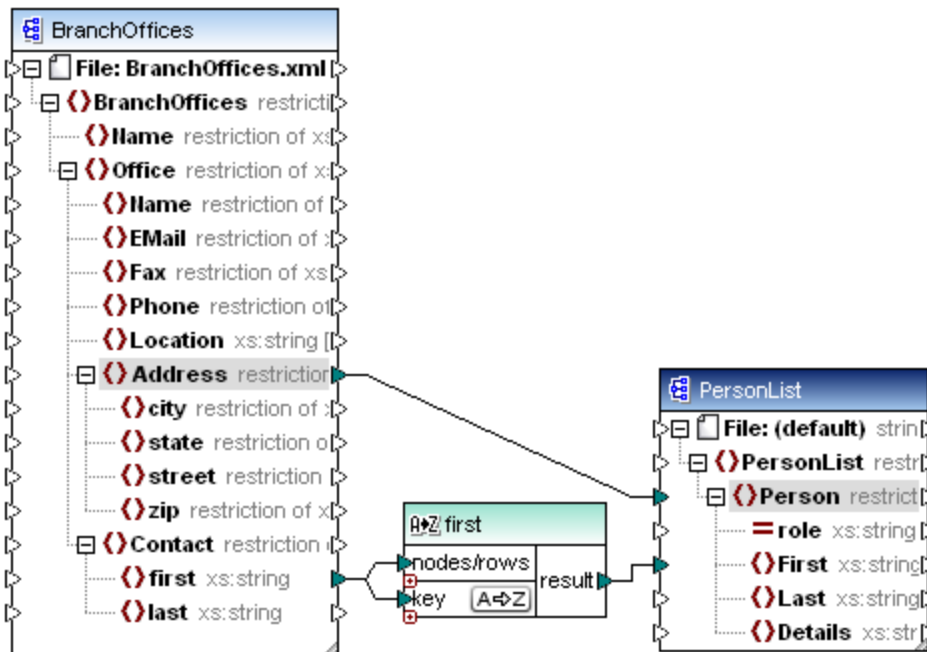 BranchOffices
File: BranchOffices.xml
BranchOffices restricti
Name restriction of xs
Office restriction of x
Name restriction of
EMail restriction of
Fax restriction of xs
Phone restriction of
Location xs:string [
Address restriction
city restriction of
state restriction o
street restriction
zip restriction of x
Contact restriction
first xs:string
last xs:string
A Z first
nodes/rows
key A⇨Z
result
PersonList
File: (default) strin
PersonList restr
Person restrict
role xs:string
First xs:string
Last xs:string
Details xs:str